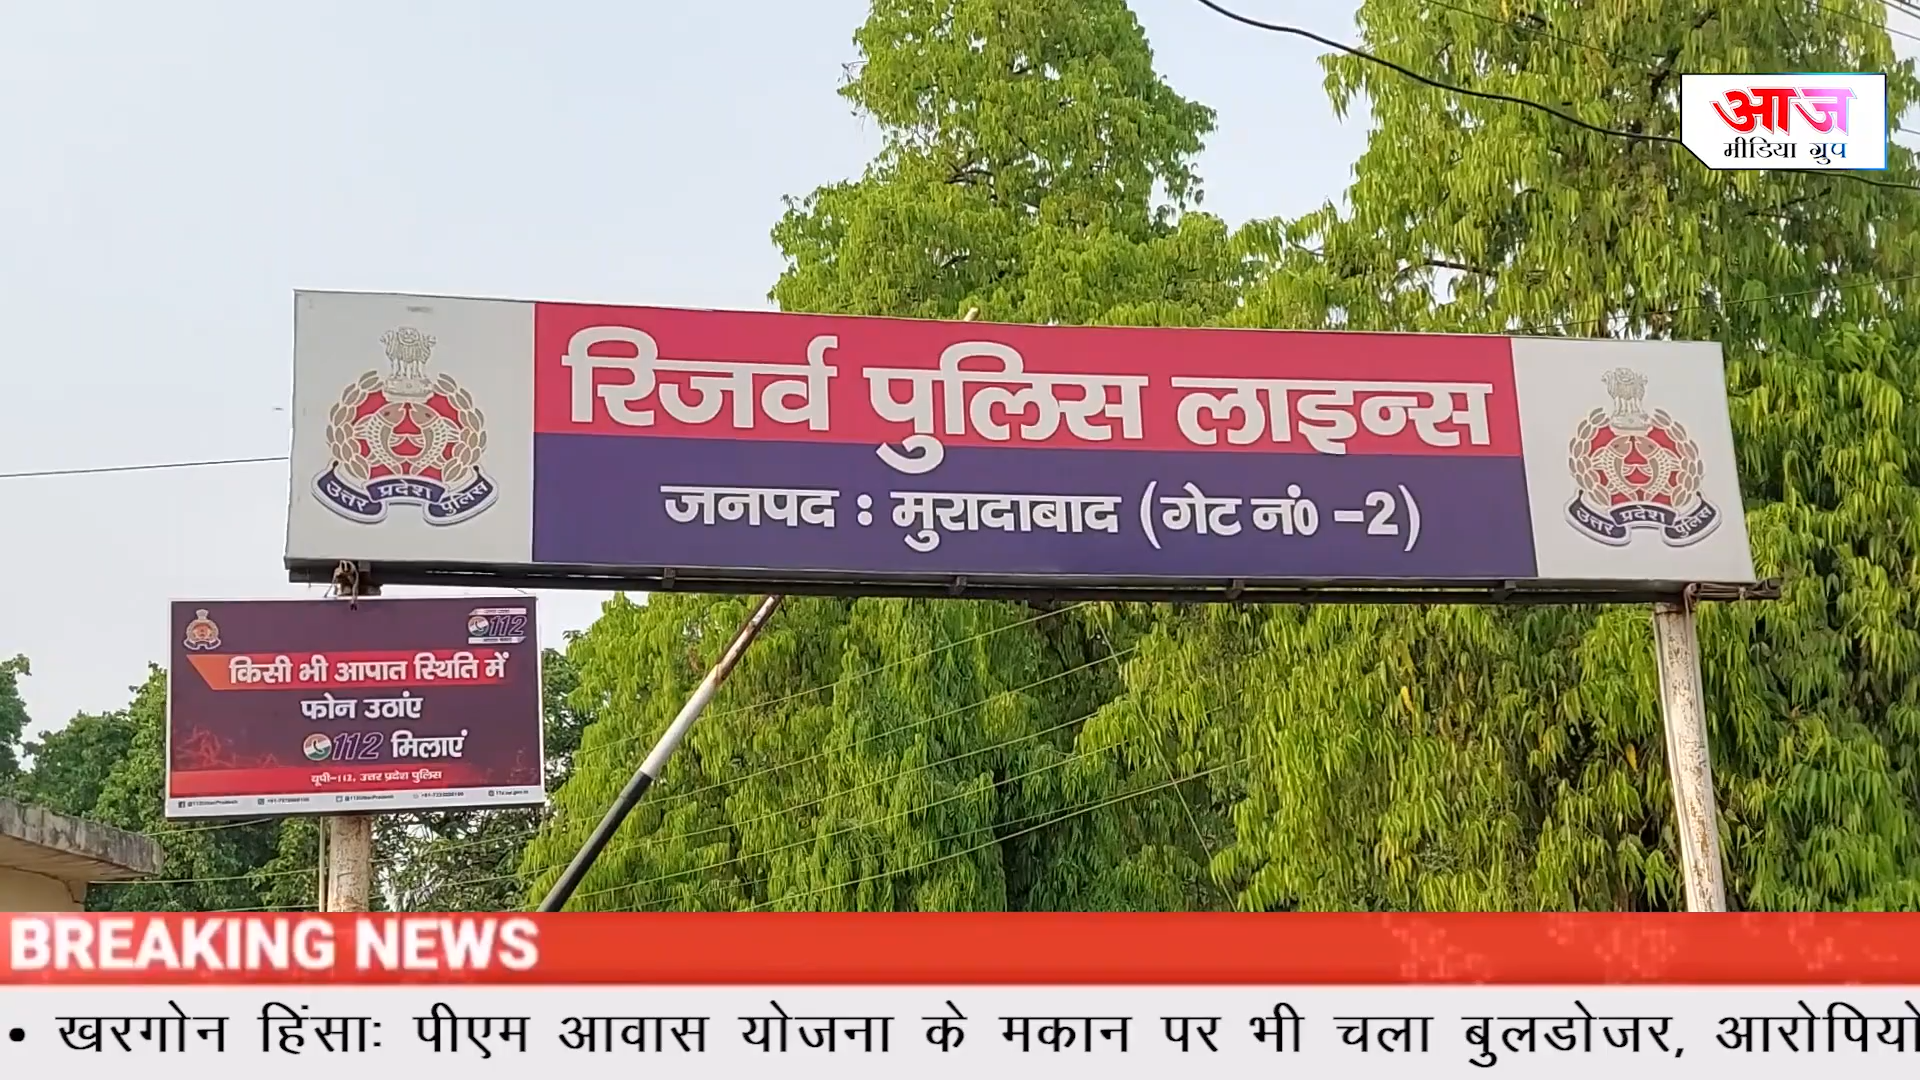 आज
मीडिया ग्रुप
रिजर्व पुलिस लाइन्स
जनपद : मुरादाबाद (गेट नं0 -2)
उत्तर प्रदेश पुलिस
उत्तर प्रदेश पुलिस
112
किसी भी आपात स्थिति में
फोन उठाएं
112 मिलाएं
यूपी-112, उत्तर प्रदेश पुलिस
BREAKING NEWS
• खरगोन हिंसा: पीएम आवास योजना के मकान पर भी चला बुलडोजर, आरोपियो